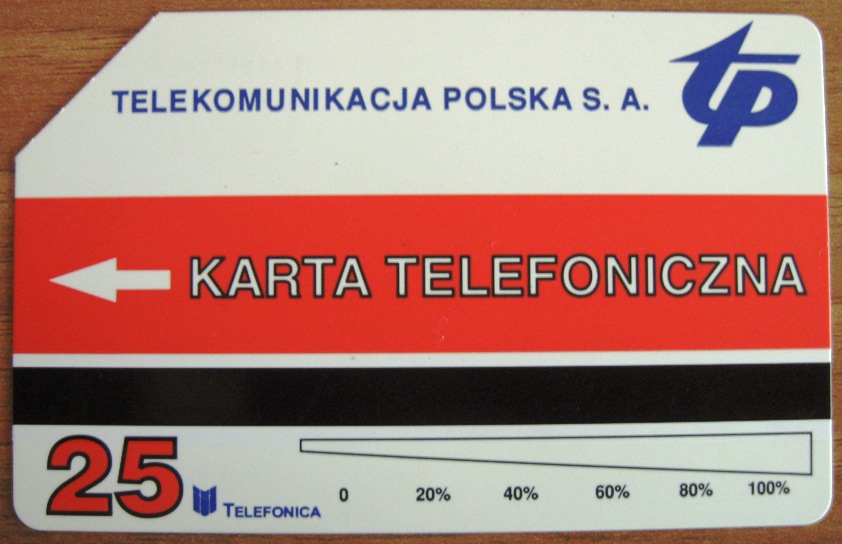 TELEKOMUNIKACJA POLSKA S. A.
tp
KARTA TELEFONICZNA
25
TELEFONICA
0 20% 40% 60% 80% 100%